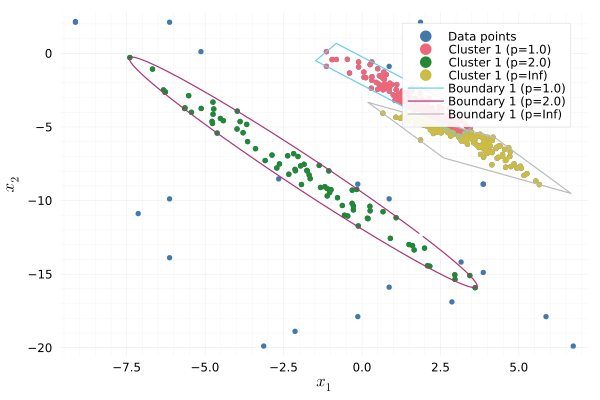 Data points
Cluster 1 (p=1.0)
Cluster 1 (p=2.0)
Cluster 1 (p=Inf)
Boundary 1 (p=1.0)
Boundary 1 (p=2.0)
Boundary 1 (p=Inf)
0
−5
−10
−15
−20
x₂
−7.5 −5.0 −2.5 0.0 2.5 5.0
x₁